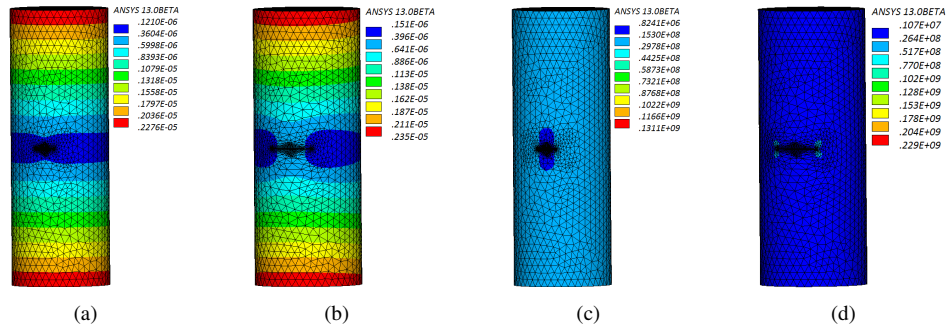 ANSYS 13.0BETA
.1210E-06
.3604E-06
.5998E-06
.8393E-06
.1079E-05
.1318E-05
.1558E-05
.1797E-05
.2036E-05
.2276E-05
(a)
ANSYS 13.0BETA
.151E-06
.396E-06
.641E-06
.886E-06
.113E-05
.138E-05
.162E-05
.187E-05
.211E-05
.235E-05
(b)
ANSYS 13.0BETA
.8241E+06
.1530E+08
.2978E+08
.4425E+08
.5873E+08
.7321E+08
.8768E+08
.1022E+09
.1166E+09
.1311E+09
(c)
ANSYS 13.0BETA
.107E+07
.264E+08
.517E+08
.770E+08
.102E+09
.128E+09
.153E+09
.178E+09
.204E+09
.229E+09
(d)